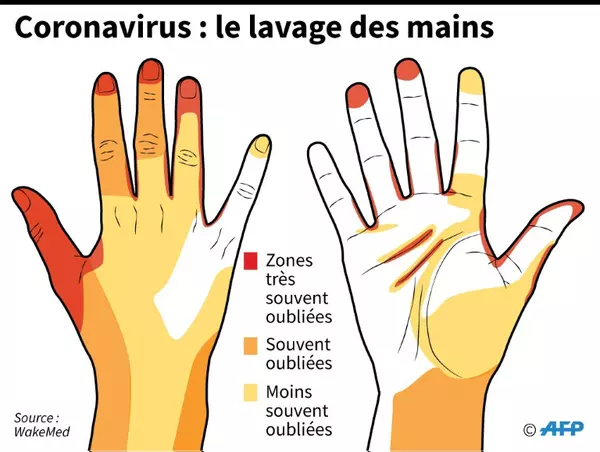 Coronavirus : le lavage des mains
Zones
très
souvent
oubliées
Souvent
oubliées
Moins
souvent
oubliées
Source :
WakeMed
© AFP